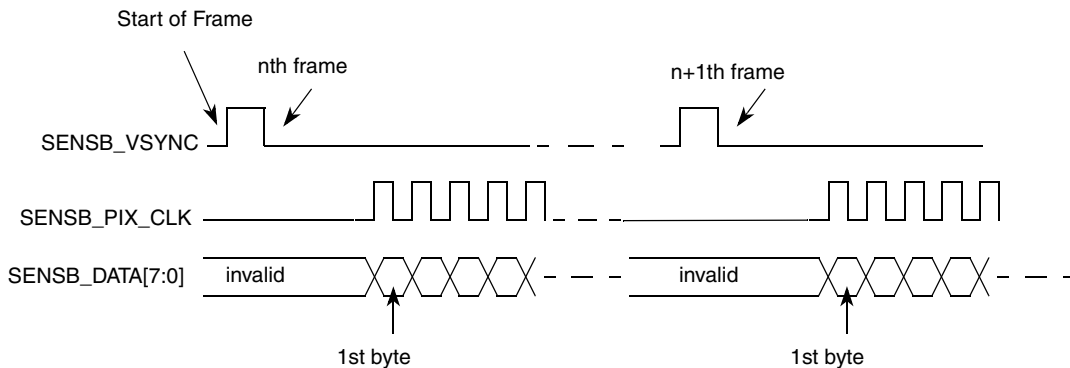 Start of Frame
nth frame
n+1th frame
SENSB_VSYNC
SENSB_PIX_CLK
SENSB_DATA[7:0]
invalid
invalid
1st byte
1st byte